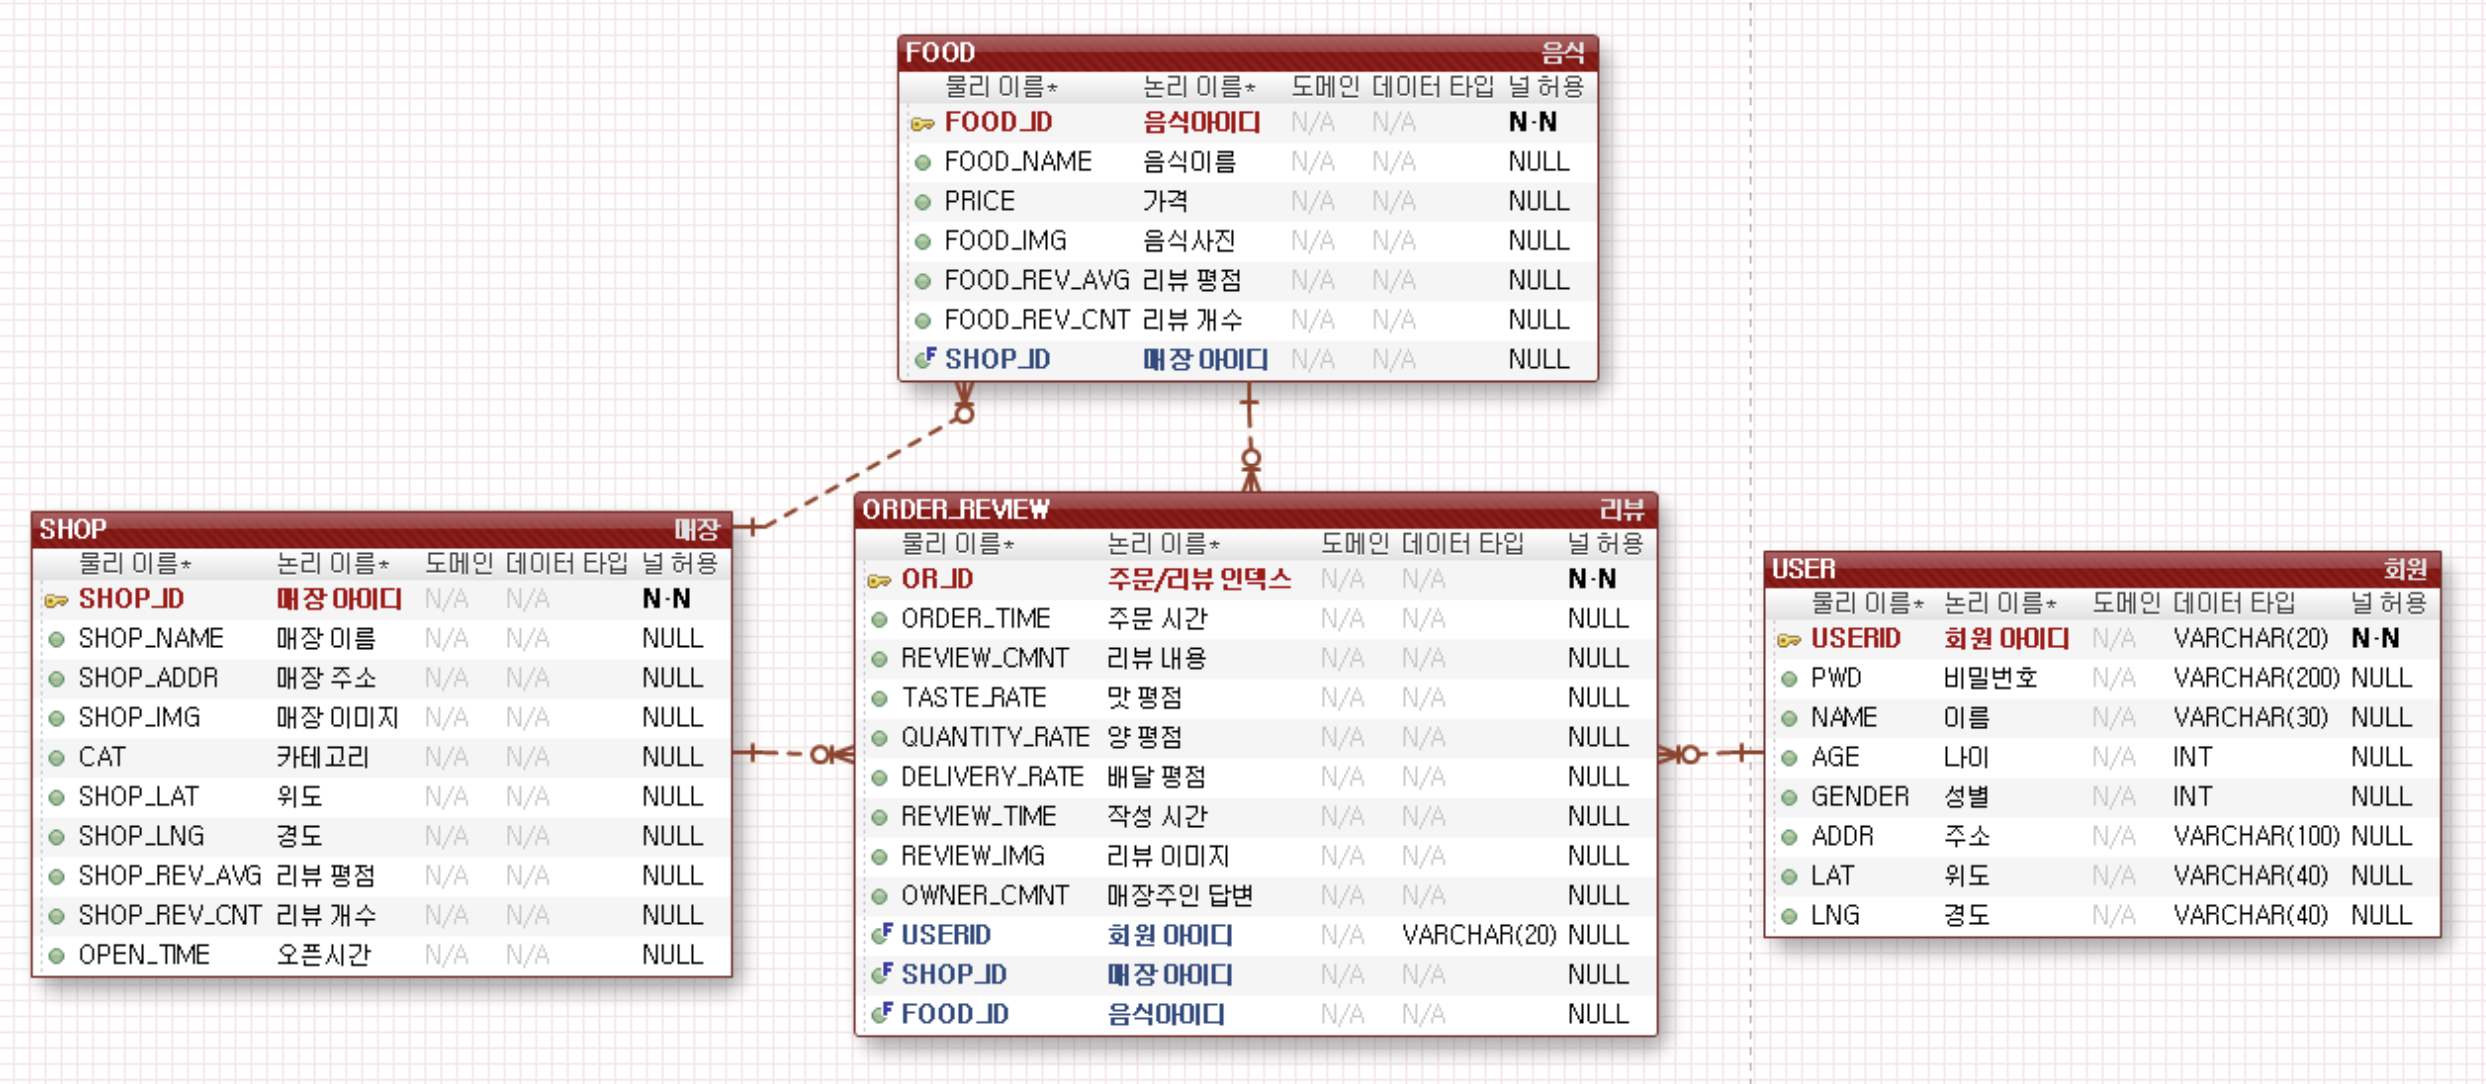 FOOD 음식
물리 이름* 논리 이름* 도메인 데이터 타입 널 허용
FOOD_ID 음식아이디 N/A N/A N-N
FOOD_NAME 음식이름 N/A N/A NULL
PRICE 가격 N/A N/A NULL
FOOD_IMG 음식사진 N/A N/A NULL
FOOD_REV_AVG 리뷰 평점 N/A N/A NULL
FOOD_REV_CNT 리뷰 개수 N/A N/A NULL
SHOP_ID 매장 아이디 N/A N/A NULL
SHOP 매장
물리 이름* 논리 이름* 도메인 데이터 타입 널 허용
SHOP_ID 매장 아이디 N/A N/A N-N
SHOP_NAME 매장 이름 N/A N/A NULL
SHOP_ADDR 매장 주소 N/A N/A NULL
SHOP_IMG 매장 이미지 N/A N/A NULL
CAT 카테고리 N/A N/A NULL
SHOP_LAT 위도 N/A N/A NULL
SHOP_LNG 경도 N/A N/A NULL
SHOP_REV_AVG 리뷰 평점 N/A N/A NULL
SHOP_REV_CNT 리뷰 개수 N/A N/A NULL
OPEN_TIME 오픈시간 N/A N/A NULL
ORDER_REVIEW 리뷰
물리 이름* 논리 이름* 도메인 데이터 타입 널 허용
OR_ID 주문/리뷰 인덱스 N/A N/A N-N
ORDER_TIME 주문 시간 N/A N/A NULL
REVIEW_CMNT 리뷰 내용 N/A N/A NULL
TASTE_RATE 맛 평점 N/A N/A NULL
QUANTITY_RATE 양 평점 N/A N/A NULL
DELIVERY_RATE 배달 평점 N/A N/A NULL
REVIEW_TIME 작성 시간 N/A N/A NULL
REVIEW_IMG 리뷰 이미지 N/A N/A NULL
OWNER_CMNT 매장주인 답변 N/A N/A NULL
USERID 회원 아이디 N/A VARCHAR(20) NULL
SHOP_ID 매장 아이디 N/A N/A NULL
FOOD_ID 음식아이디 N/A N/A NULL
USER 회원
물리 이름* 논리 이름* 도메인 데이터 타입 널 허용
USERID 회원 아이디 N/A VARCHAR(20) N-N
PWD 비밀번호 N/A VARCHAR(200) NULL
NAME 이름 N/A VARCHAR(30) NULL
AGE 나이 N/A INT NULL
GENDER 성별 N/A INT NULL
ADDR 주소 N/A VARCHAR(100) NULL
LAT 위도 N/A VARCHAR(40) NULL
LNG 경도 N/A VARCHAR(40) NULL